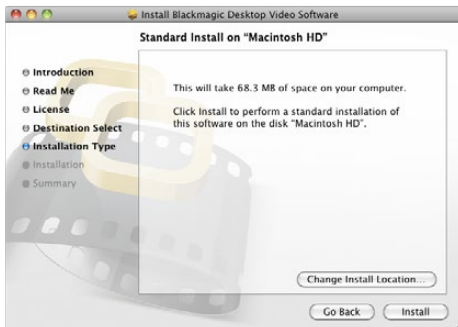 Install Blackmagic Desktop Video Software
Standard Install on “Macintosh HD”
Introduction
Read Me
License
Destination Select
Installation Type
Installation
Summary
This will take 68.3 MB of space on your computer.
Click Install to perform a standard installation of
this software on the disk "Macintosh HD".
Change Install Location...
Go Back
Install